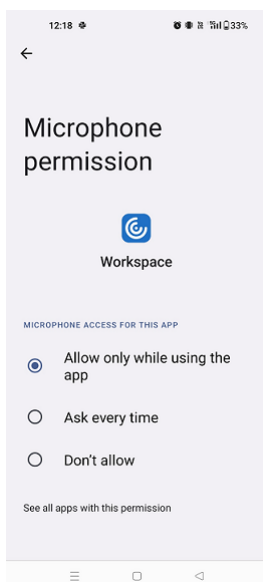 12:18 33%
Microphone
permission
Workspace
MICROPHONE ACCESS FOR THIS APP
Allow only while using the
app
Ask every time
Don't allow
See all apps with this permission